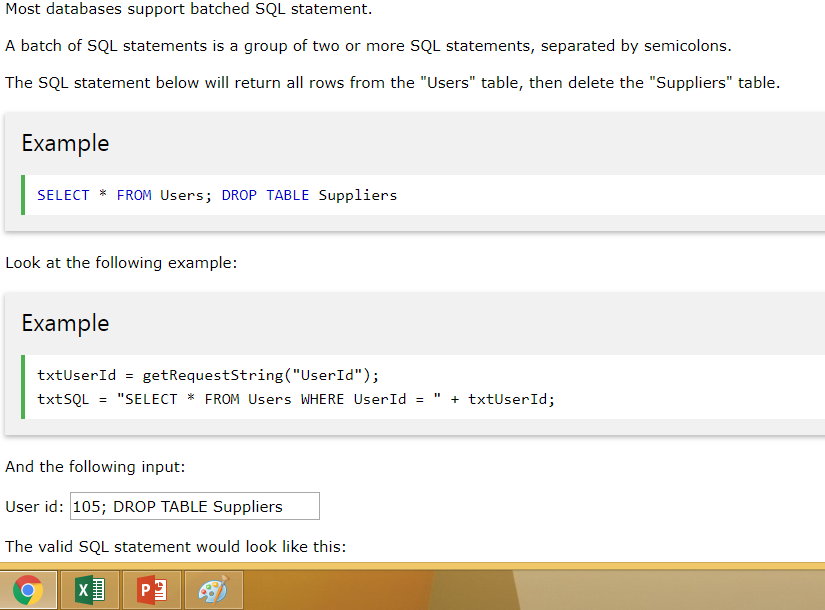 Most databases support batched SQL statement.
A batch of SQL statements is a group of two or more SQL statements, separated by semicolons.
The SQL statement below will return all rows from the "Users" table, then delete the "Suppliers" table.
Example
SELECT * FROM Users; DROP TABLE Suppliers
Look at the following example:
Example
txtUserId = getRequestString("UserId");
txtSQL = "SELECT * FROM Users WHERE UserId = " + txtUserId;
And the following input:
User id: 105; DROP TABLE Suppliers
The valid SQL statement would look like this: